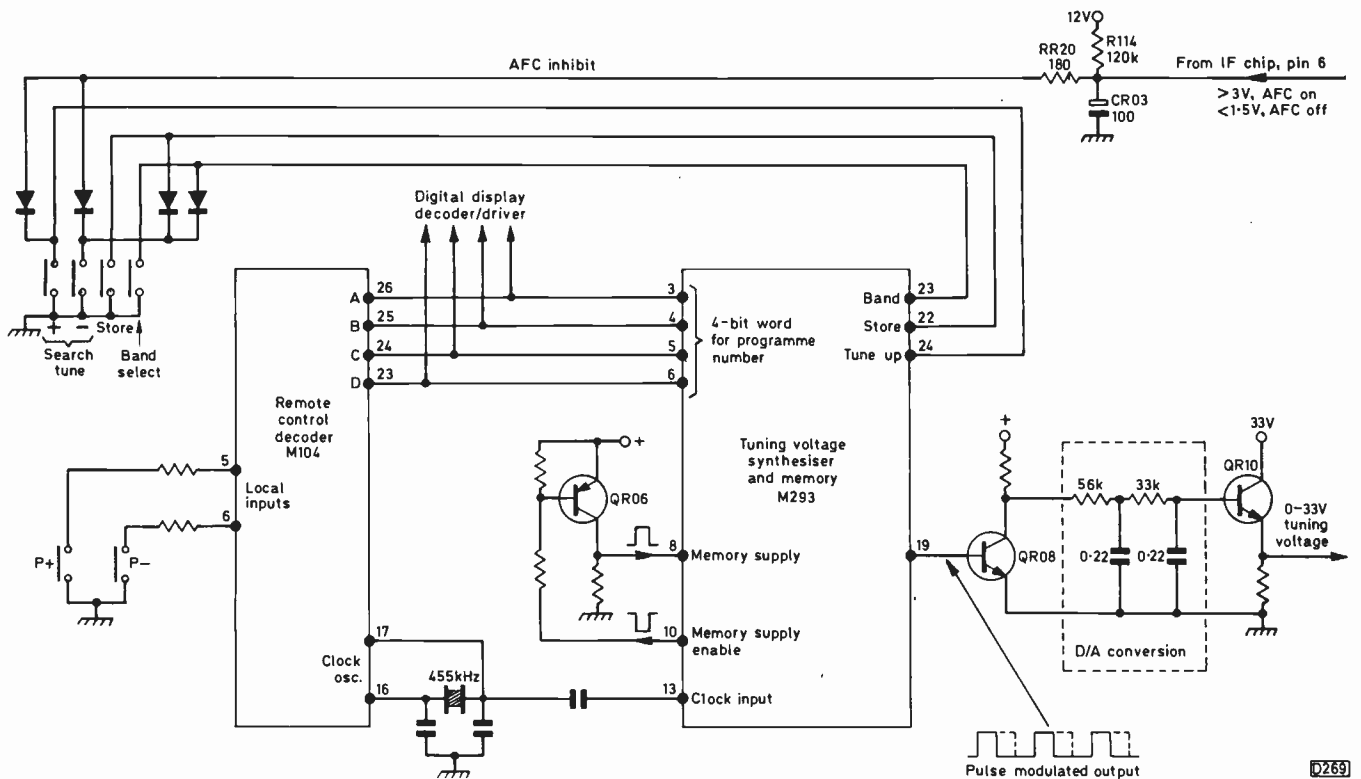 12V
RR20
180
R114
120k
AFC inhibit
From IF chip, pin 6
>3V, AFC on
<1·5V, AFC off
CR03
100
Digital display
decoder/driver
+
−
Store
Search
tune
Band
select
A
26
B
25
C
24
D
23
3
4
5
6
4-bit word
for programme
number
Band
23
Store
22
Tune up
24
Remote
control
decoder
M104
5
Local
inputs
6
P+
P−
+
QR06
Tuning voltage
synthesiser
and memory
M293
8
Memory supply
10
Memory supply
enable
17
Clock
osc.
16
455kHz
13
Clock input
19
+
QR08
56k
33k
0·22
0·22
D/A conversion
33V
QR10
0-33V
tuning
voltage
Pulse modulated output
D269